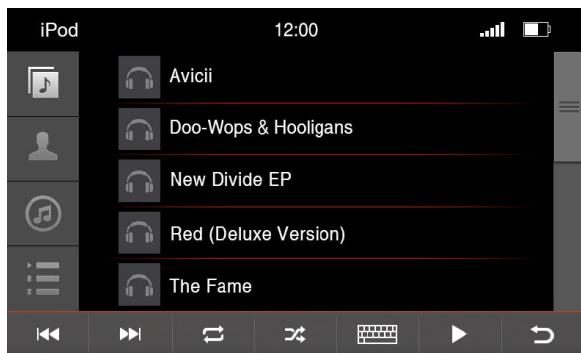 iPod 12:00
Avicii
Doo-Wops & Hooligans
New Divide EP
Red (Deluxe Version)
The Fame